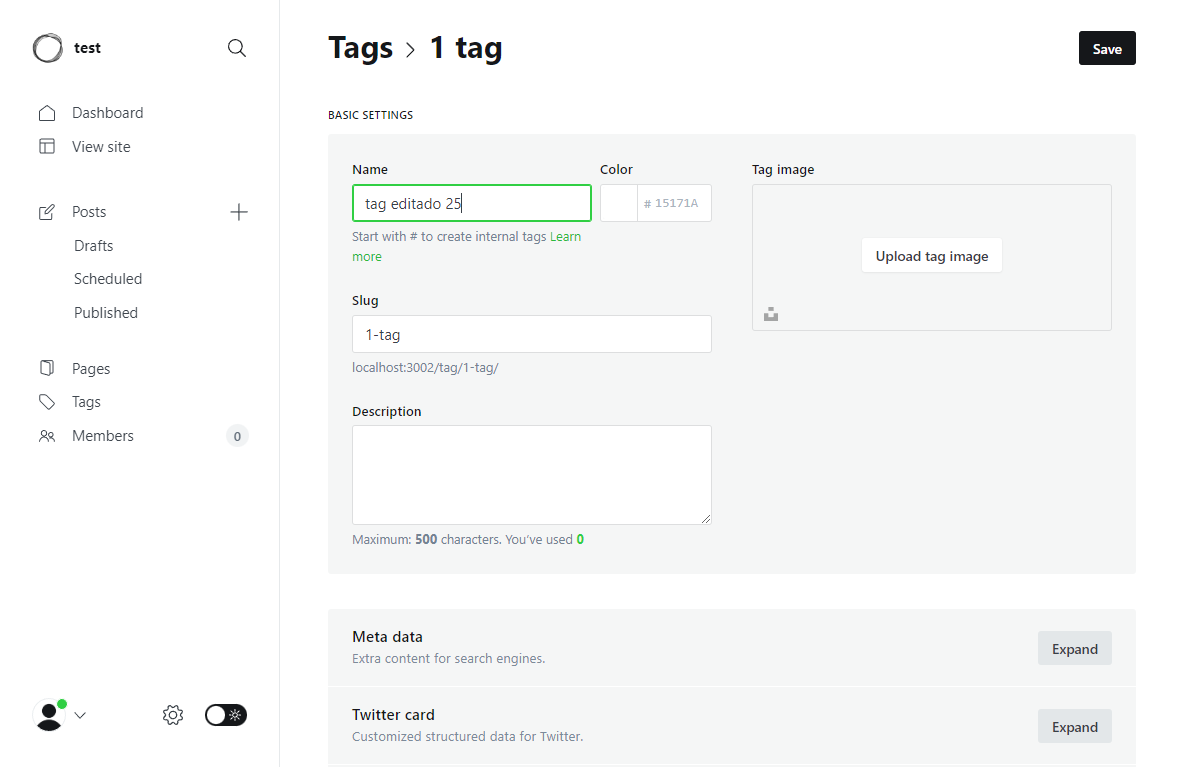 test
Dashboard
View site
Posts
Drafts
Scheduled
Published
Pages
Tags
Members
0
Tags > 1 tag
Save
BASIC SETTINGS
Name
tag editado 25
Start with # to create internal tags Learn
more
Color
# 15171A
Slug
1-tag
localhost:3002/tag/1-tag/
Description
Maximum: 500 characters. You’ve used 0
Tag image
Upload tag image
Meta data
Extra content for search engines.
Expand
Twitter card
Customized structured data for Twitter.
Expand